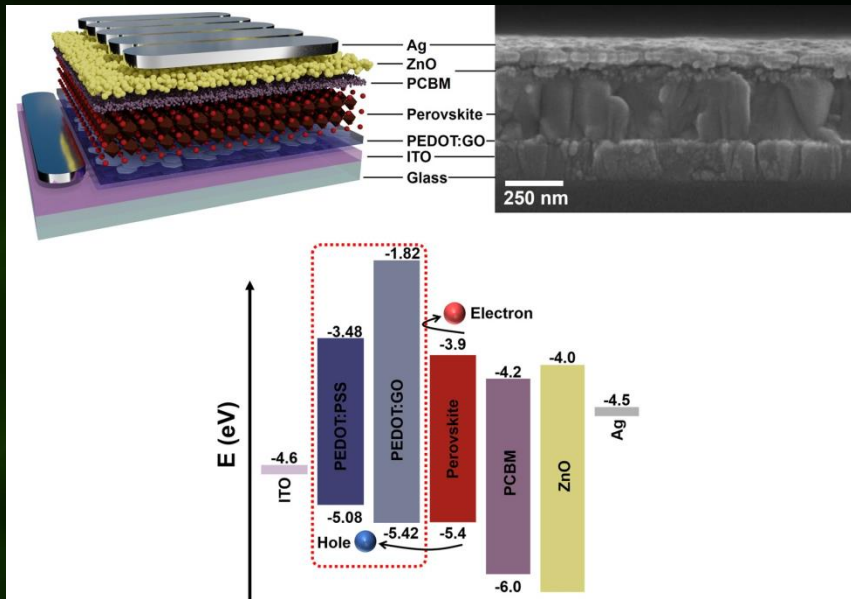 Ag
ZnO
PCBM
Perovskite
PEDOT:GO
ITO
Glass
250 nm
E (eV)
-1.82
Electron
-3.48
-3.9
-4.0
-4.2
-4.5
Ag
-4.6
ITO
PEDOT:PSS
PEDOT:GO
Perovskite
PCBM
ZnO
-5.08
-5.42
-5.4
Hole
-6.0